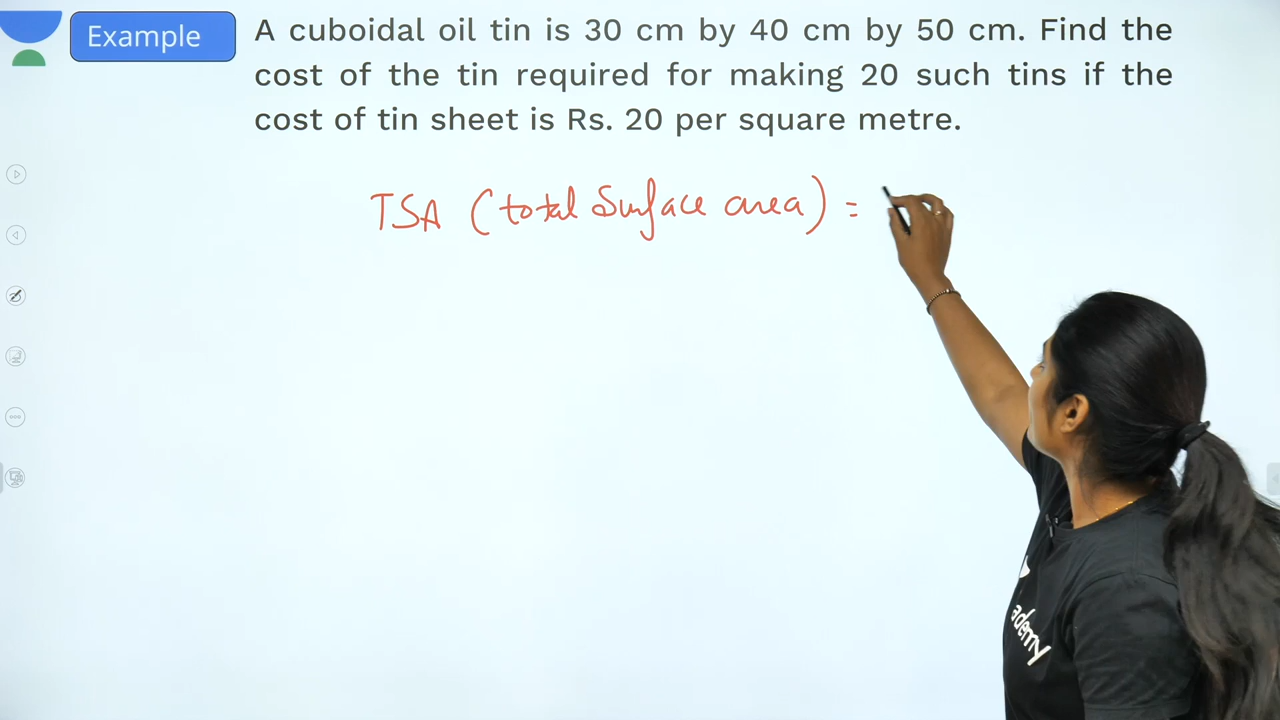 Example
A cuboidal oil tin is 30 cm by 40 cm by 50 cm. Find the
cost of the tin required for making 20 such tins if the
cost of tin sheet is Rs. 20 per square metre.
TSA (total Surface area) =
ademy